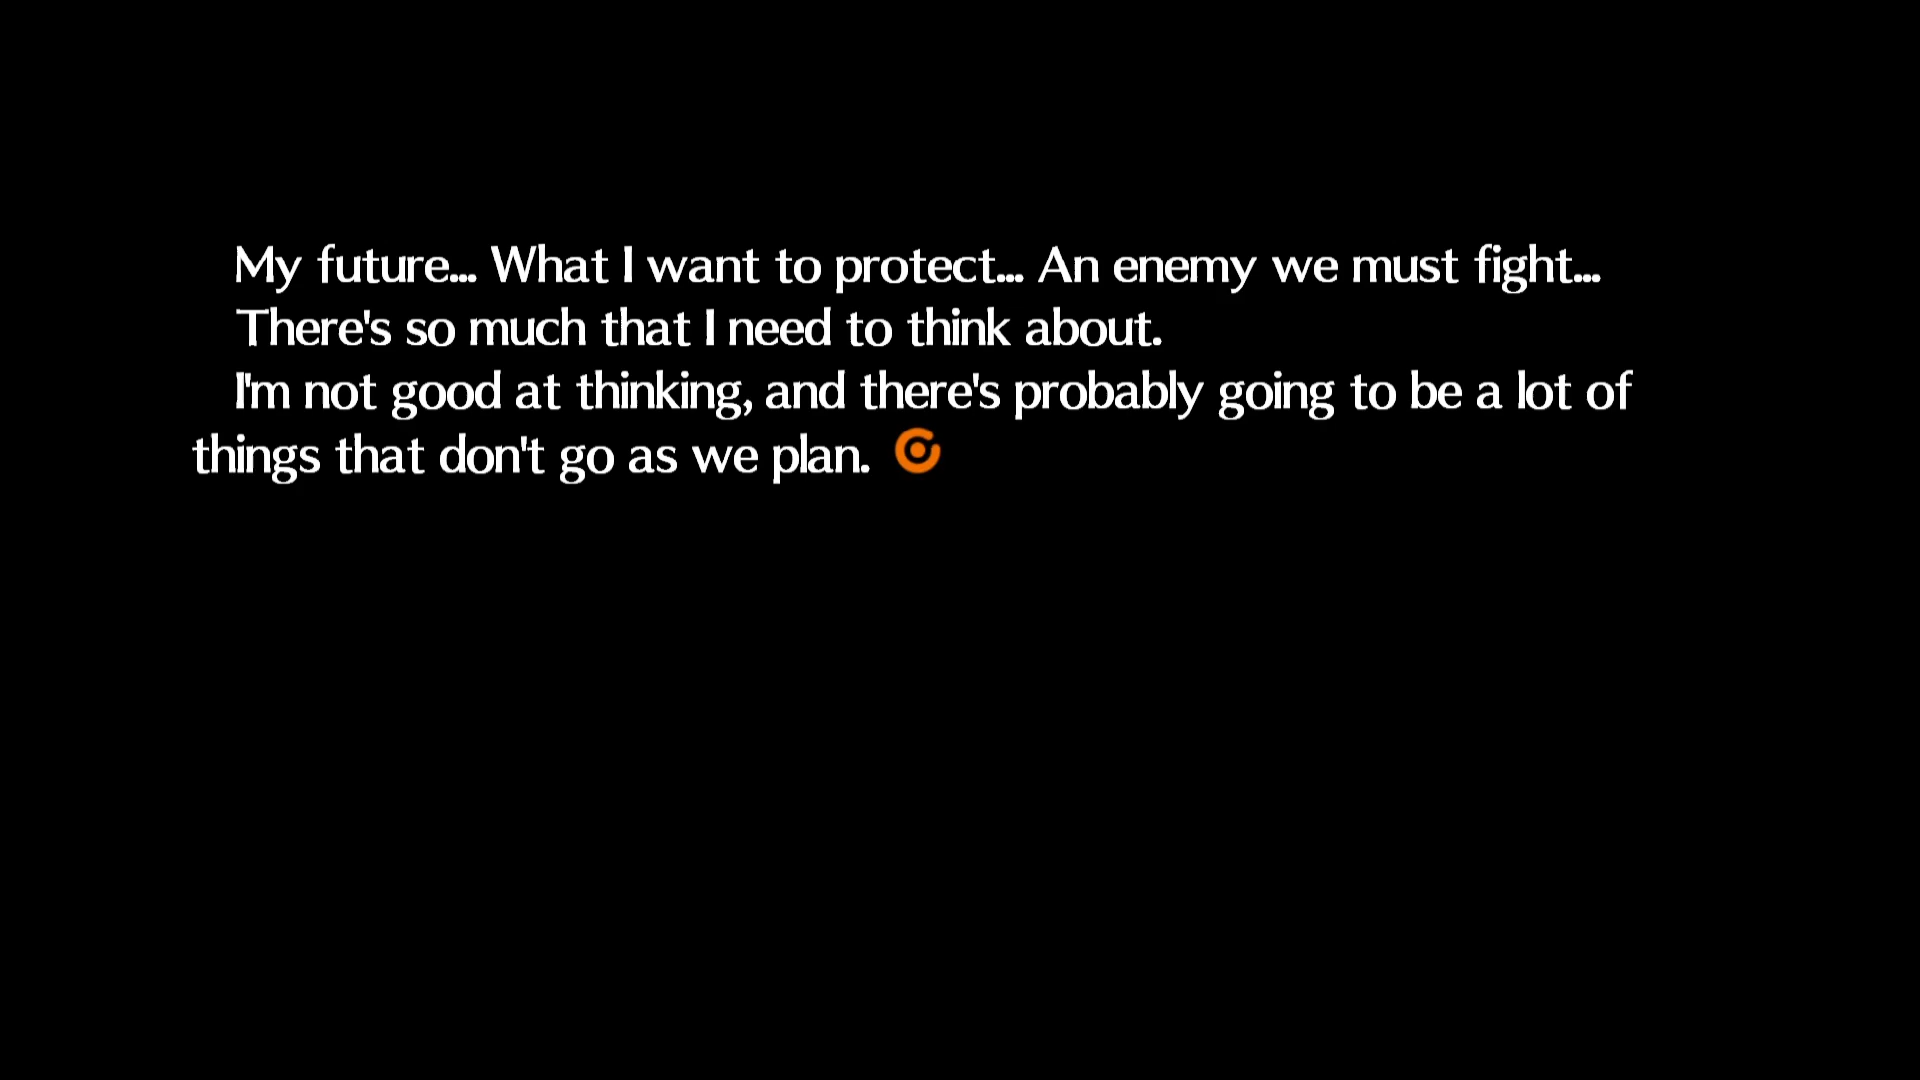 My future... What I want to protect... An enemy we must fight...
There's so much that I need to think about.
I'm not good at thinking, and there's probably going to be a lot of
things that don't go as we plan.